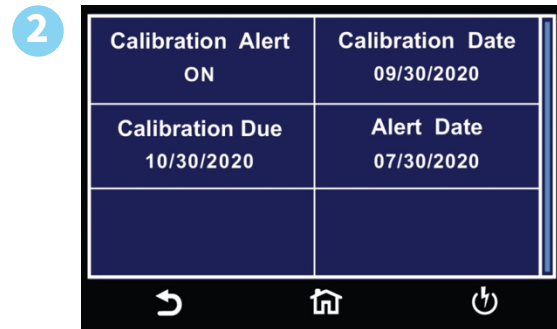 2
Calibration Alert
ON
Calibration Date
09/30/2020
Calibration Due
10/30/2020
Alert Date
07/30/2020